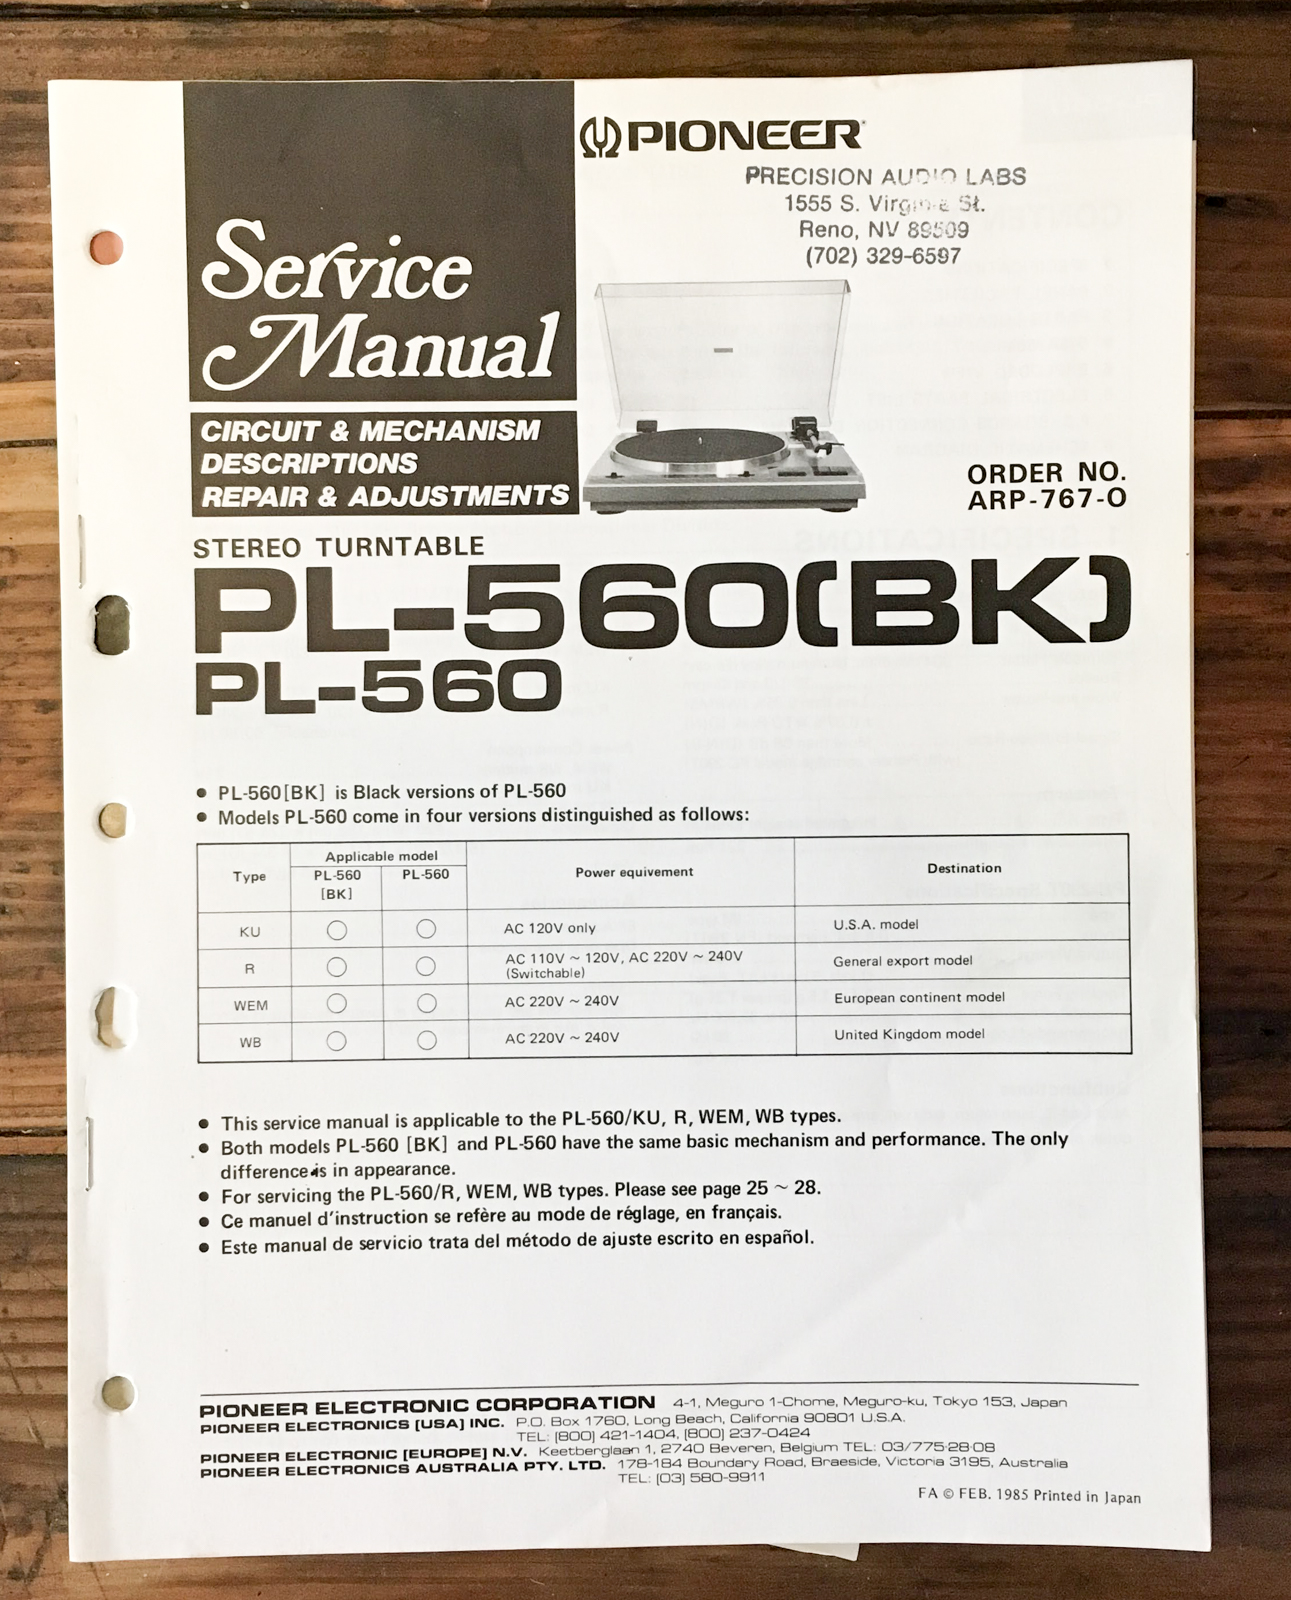 Service
Manual
CIRCUIT & MECHANISM
DESCRIPTIONS
REPAIR & ADJUSTMENTS
PIONEER
PRECISION AUDIO LABS
1555 S. Virginia St.
Reno, NV 89509
(702) 329-6597
ORDER NO.
ARP-767-0
STEREO TURNTABLE
PL-560(BK)
PL-560
• PL-560[BK] is Black versions of PL-560
• Models PL-560 come in four versions distinguished as follows:
Type Applicable model Power equivement Destination
PL-560 [BK] PL-560
KU ○ ○ AC 120V only U.S.A. model
R ○ ○ AC 110V ~ 120V, AC 220V ~ 240V (Switchable) General export model
WEM ○ ○ AC 220V ~ 240V European continent model
WB ○ ○ AC 220V ~ 240V United Kingdom model
• This service manual is applicable to the PL-560/KU, R, WEM, WB types.
• Both models PL-560 [BK] and PL-560 have the same basic mechanism and performance. The only
difference is in appearance.
• For servicing the PL-560/R, WEM, WB types. Please see page 25 ~ 28.
• Ce manuel d'instruction se refère au mode de réglage, en français.
• Este manual de servicio trata del método de ajuste escrito en español.
PIONEER ELECTRONIC CORPORATION 4-1, Meguro 1-Chome, Meguro-ku, Tokyo 153, Japan
PIONEER ELECTRONICS [USA] INC. P.O. Box 1760, Long Beach, California 90801 U.S.A.
TEL: [800] 421-1404, [800] 237-0424
PIONEER ELECTRONIC [EUROPE] N.V. Keetberglaan 1, 2740 Beveren, Belgium TEL: 03/775·28·08
PIONEER ELECTRONICS AUSTRALIA PTY. LTD. 178-184 Boundary Road, Braeside, Victoria 3195, Australia
TEL: [03] 580-9911
FA © FEB. 1985 Printed in Japan